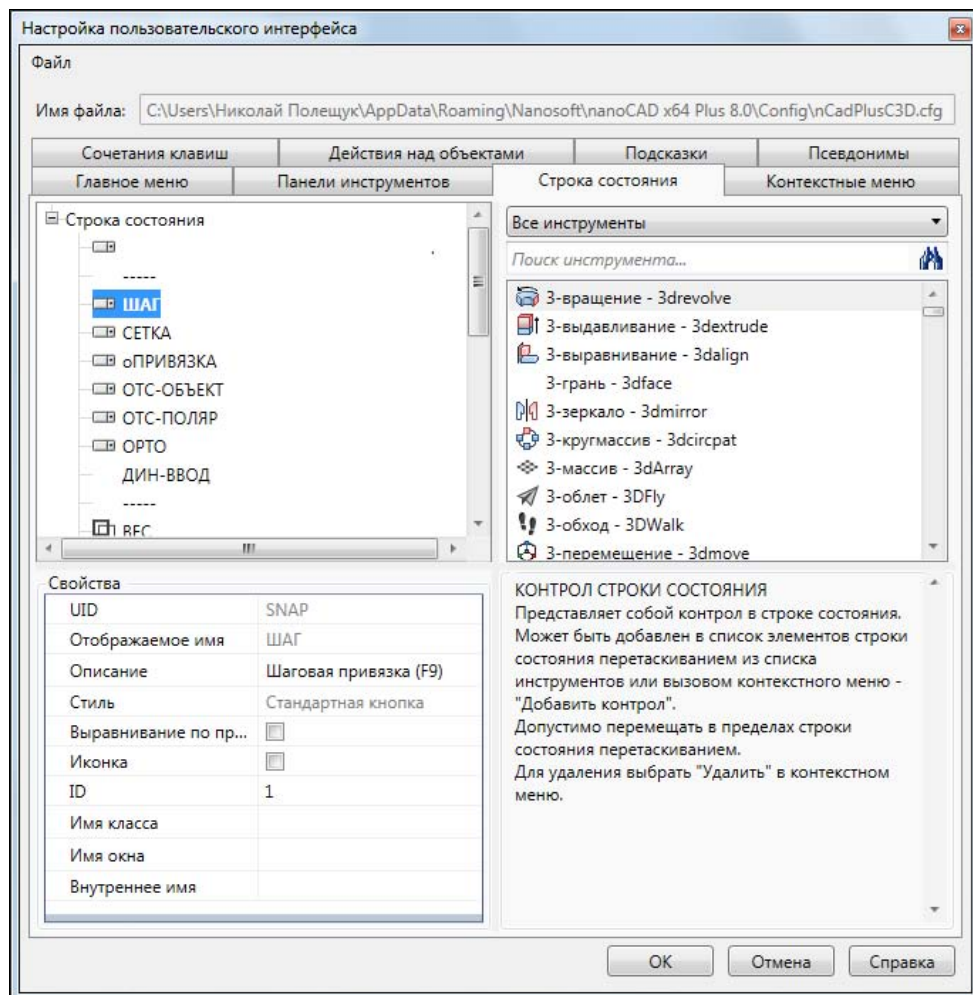 Настройка пользовательского интерфейса
Файл
Имя файла: C:\Users\Николай Полещук\AppData\Roaming\Nanosoft\nanoCAD x64 Plus 8.0\Config\nCadPlusC3D.cfg
Сочетания клавиш Действия над объектами Подсказки Псевдонимы
Главное меню Панели инструментов Строка состояния Контекстные меню
Строка состояния
-----
ШАГ
СЕТКА
оПРИВЯЗКА
ОТС-ОБЪЕКТ
ОТС-ПОЛЯР
ОРТО
ДИН-ВВОД
-----
ВЕС
Все инструменты
Поиск инструмента...
3-вращение - 3drevolve
3-выдавливание - 3dextrude
3-выравнивание - 3dalign
3-грань - 3dface
3-зеркало - 3dmirror
3-кругмассив - 3dcircpat
3-массив - 3dArray
3-облет - 3DFly
3-обход - 3DWalk
3-перемещение - 3dmove
Свойства
UID SNAP
Отображаемое имя ШАГ
Описание Шаговая привязка (F9)
Стиль Стандартная кнопка
Выравнивание по пр...
Иконка
ID 1
Имя класса
Имя окна
Внутреннее имя
КОНТРОЛ СТРОКИ СОСТОЯНИЯ
Представляет собой контрол в строке состояния.
Может быть добавлен в список элементов строки
состояния перетаскиванием из списка
инструментов или вызовом контекстного меню -
"Добавить контрол".
Допустимо перемещать в пределах строки
состояния перетаскиванием.
Для удаления выбрать "Удалить" в контекстном
меню.
OK Отмена Справка